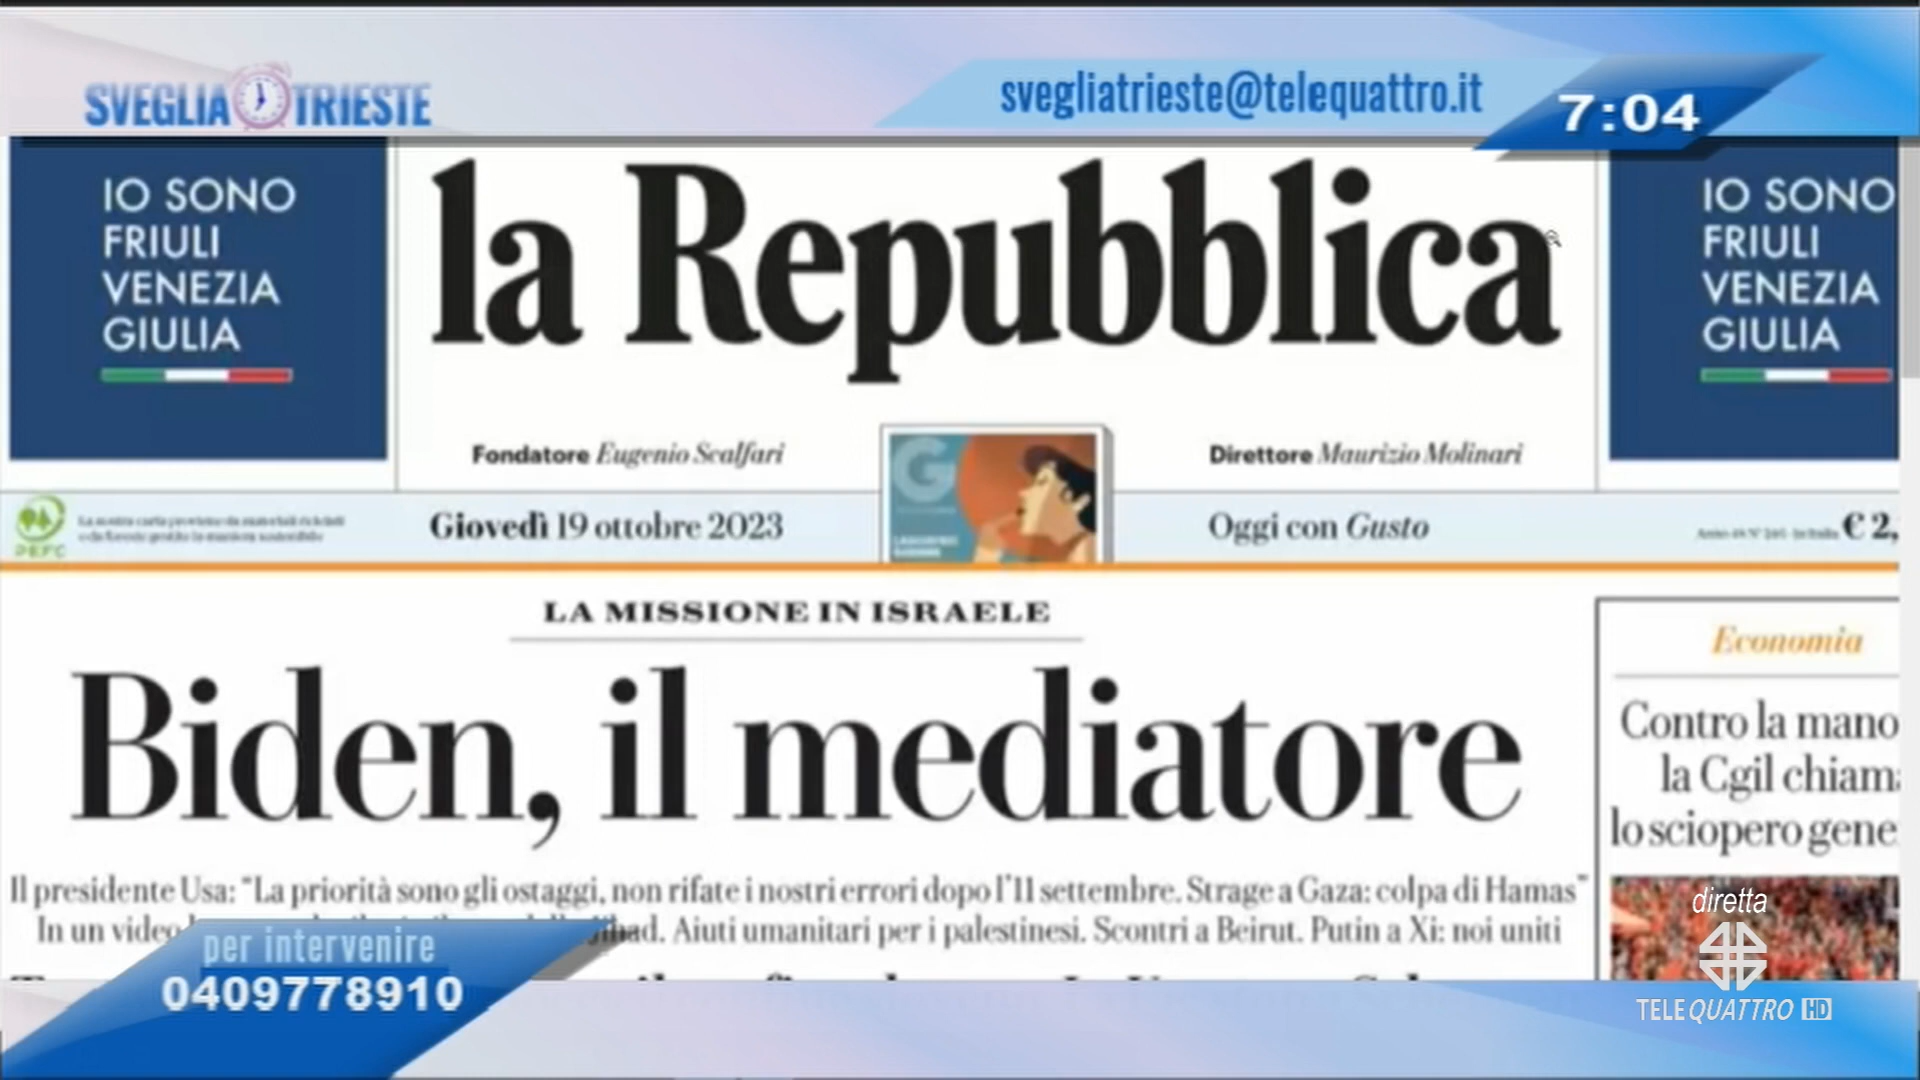 SVEGLIA TRIESTE
svegliatrieste@telequattro.it
7:04
IO SONO
FRIULI
VENEZIA
GIULIA
la Repubblica
IO SONO
FRIULI
VENEZIA
GIULIA
Fondatore Eugenio Scalfari
Direttore Maurizio Molinari
G
PEFC
Giovedì 19 ottobre 2023
Oggi con Gusto
€ 2,
LA MISSIONE IN ISRAELE
Biden, il mediatore
Il presidente Usa: “La priorità sono gli ostaggi, non rifate i nostri errori dopo l’11 settembre. Strage a Gaza: colpa di Hamas”
In un video Jihad. Aiuti umanitari per i palestinesi. Scontri a Beirut. Putin a Xi: noi uniti
Economia
Contro la mano
la Cgil chiam
lo sciopero gene
per intervenire
0409778910
diretta
TELEQUATTRO HD